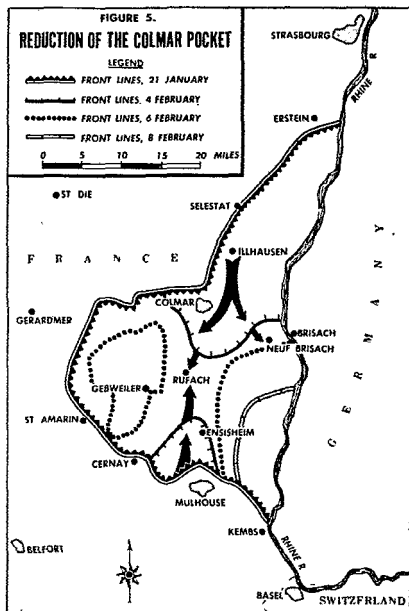 FIGURE 5.
REDUCTION OF THE COLMAR POCKET
LEGEND
FRONT LINES, 21 JANUARY
FRONT LINES, 4 FEBRUARY
FRONT LINES, 6 FEBRUARY
FRONT LINES, 8 FEBRUARY
0 5 10 15 20 MILES
STRASBOURG
RHINE R
ERSTEIN
ST DIE
SELESTAT
ILLHAUSEN
FRANCE
GERMANY
COLMAR
GERARDMER
BRISACH
NEUF BRISACH
RUFACH
GEBWEILER
ST AMARIN
ENSISHEIM
CERNAY
MULHOUSE
KEMBS
BELFORT
RHINE R
BASEL
SWITZERLAND